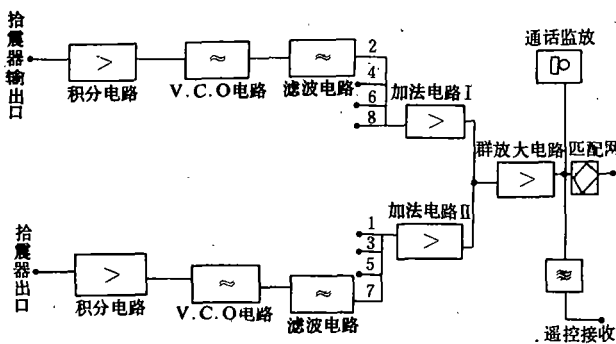 拾震器输出口
积分电路
V.C.O电路
滤波电路
2
4
6
8
加法电路Ⅰ
通话监放
群放大电路
匹配网
拾震器出口
积分电路
V.C.O电路
滤波电路
1
3
5
7
加法电路Ⅱ
遥控接收